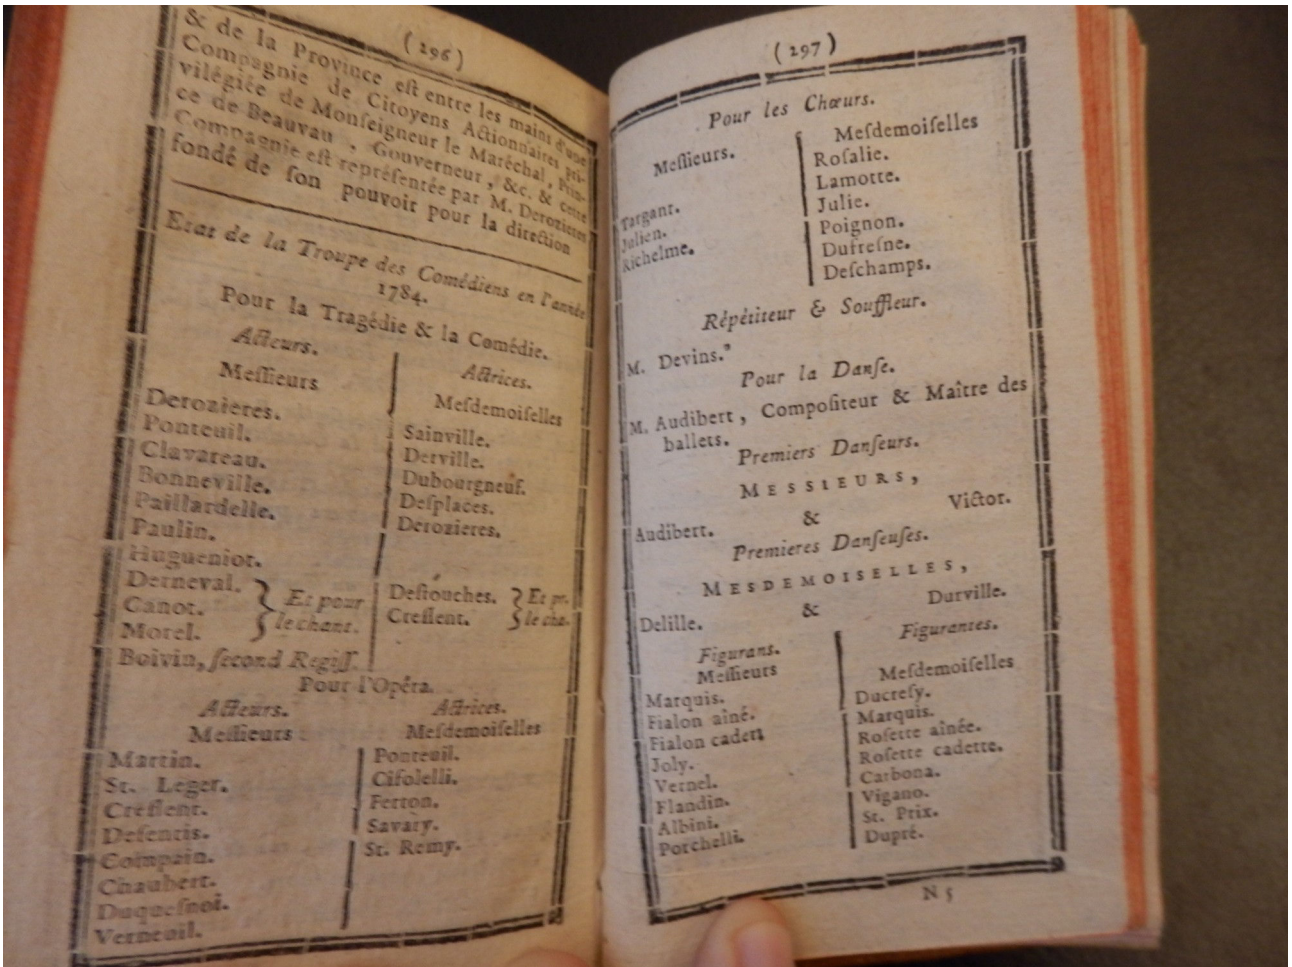 ( 296 )
& de la Province eſt entre les mains d'une
Compagnie de Citoyens Actionnaires, pri-
vilégiée de Monſeigneur le Maréchal, Prin-
ce de Beauvau, Gouverneur, &c. & cette
Compagnie eſt repréſentée par M. Derozieres
fondé de ſon pouvoir pour la direction
Etat de la Troupe des Comédiens en l'année
1784.
Pour la Tragédie & la Comédie.
Acteurs.
Meſſieurs
Derozieres.
Ponteuil.
Clavareau.
Bonneville.
Paillardelle.
Paulin.
Hugueniot.
Derneval.
Canot.
Morel.
Et pour
le chant.
Boivin, ſecond Regiſſ.
Actrices.
Meſdemoiſelles
Sainville.
Derville.
Dubourgneuf.
Deſplaces.
Derozieres.
Deſtouches.
Creſſent.
Et pr.
le cha.
Pour l'Opéra.
Acteurs.
Meſſieurs
Martin.
St. Leger.
Creſſent.
Deſentis.
Compain.
Chaubert.
Duqueſnoi.
Verneuil.
Actrices.
Meſdemoiſelles
Ponteuil.
Cifolelli.
Ferton.
Savary.
St. Remy.
( 297 )
Pour les Chœurs.
Meſſieurs.
Targant.
Julien.
Richelme.
Meſdemoiſelles
Roſalie.
Lamotte.
Julie.
Poignon.
Dufreſne.
Deſchamps.
Répétiteur & Souffleur.
M. Devins.
Pour la Danſe.
M. Audibert, Compoſiteur & Maître des
ballets.
Premiers Danſeurs.
MESSIEURS,
Audibert. & Victor.
Premieres Danſeuſes.
MESDEMOISELLES,
Delille. & Durville.
Figurans.
Meſſieurs
Marquis.
Fialon aîné.
Fialon cadet
Joly.
Vernel.
Flandin.
Albini.
Porchelli.
Figurantes.
Meſdemoiſelles
Ducreſy.
Marquis.
Roſette aînée.
Roſette cadette.
Carbona.
Vigano.
St. Prix.
Dupré.
N 5